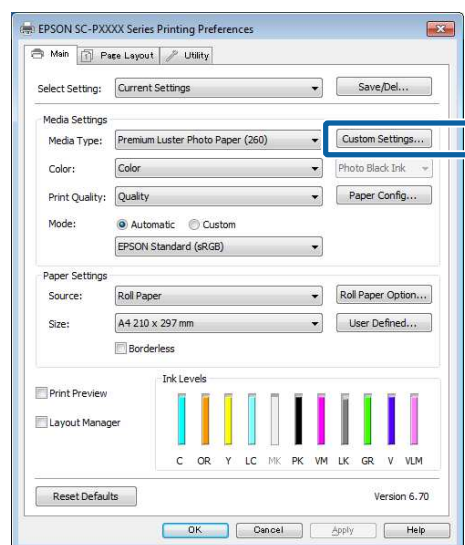 EPSON SC-PXXXX Series Printing Preferences
Main Page Layout Utility
Select Setting: Current Settings Save/Del...
Media Settings
Media Type: Premium Luster Photo Paper (260) Custom Settings...
Color: Color Photo Black Ink
Print Quality: Quality Paper Config...
Mode: Automatic Custom
EPSON Standard (sRGB)
Paper Settings
Source: Roll Paper Roll Paper Option...
Size: A4 210 x 297 mm User Defined...
Borderless
Ink Levels
Print Preview
Layout Manager
C OR Y LC MK PK VM LK GR V VLM
Reset Defaults Version 6.70
OK Cancel Apply Help